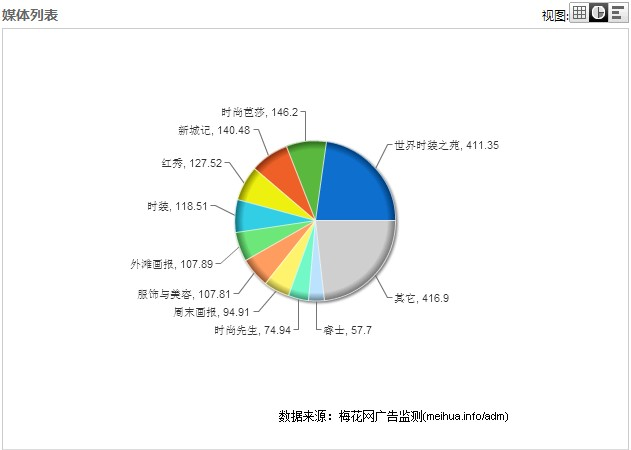 媒体列表
视图:
时尚芭莎, 146.2
新城记, 140.48
世界时装之苑, 411.35
红秀, 127.52
时装, 118.51
外滩画报, 107.89
服饰与美容, 107.81
其它, 416.9
周末画报, 94.91
时尚先生, 74.94
睿士, 57.7
数据来源：梅花网广告监测(meihua.info/adm)